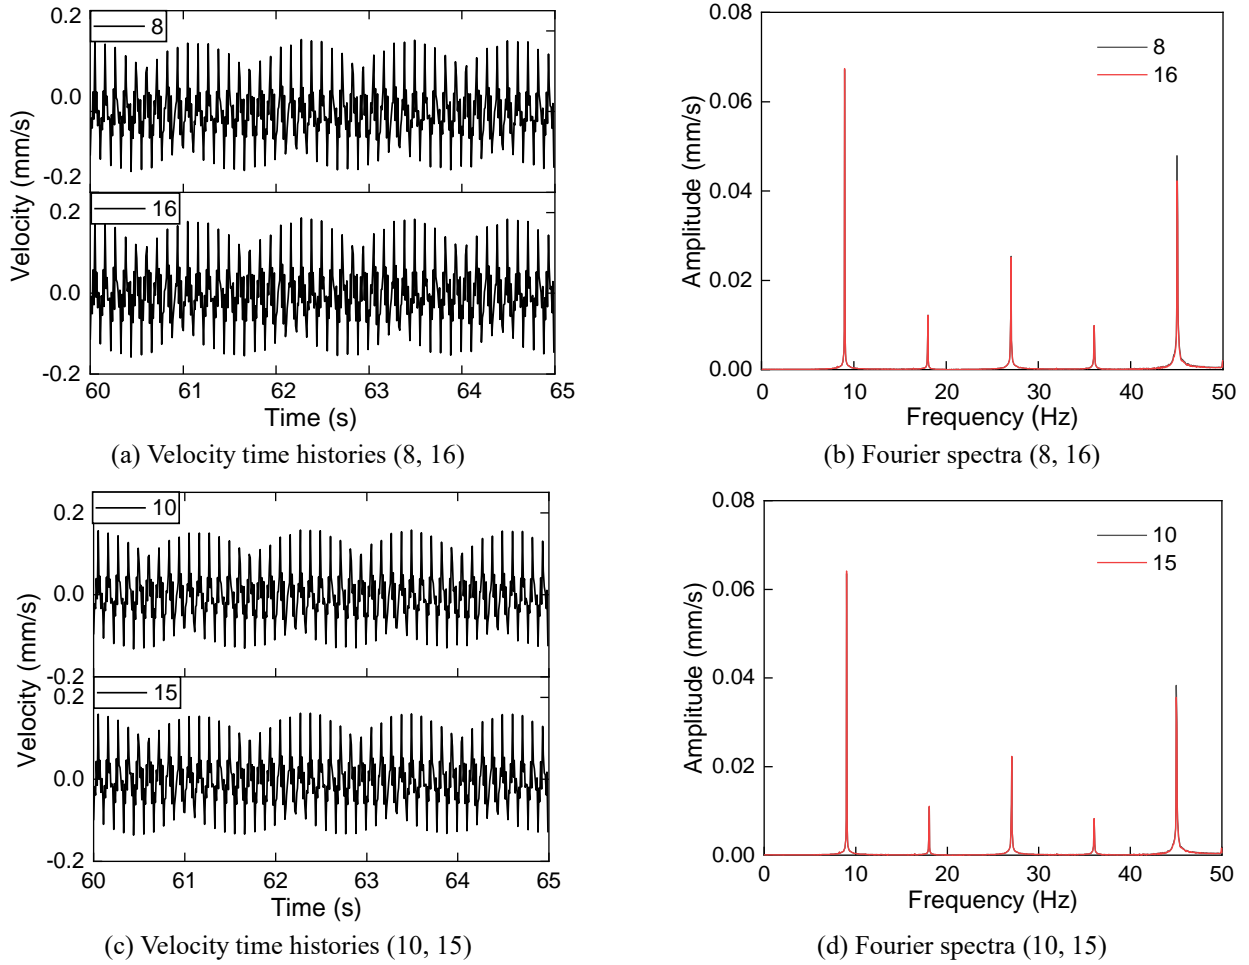 0.2
8
0.0
-0.2
0.2
16
0.0
-0.2
60 61 62 63 64 65
Velocity (mm/s)
Time (s)
(a) Velocity time histories (8, 16)
0.08
0.06
0.04
0.02
0.00
8
16
0 10 20 30 40 50
Amplitude (mm/s)
Frequency (Hz)
(b) Fourier spectra (8, 16)
0.2
10
0.0
-0.2
0.2
15
0.0
-0.2
60 61 62 63 64 65
Velocity (mm/s)
Time (s)
(c) Velocity time histories (10, 15)
0.08
0.06
0.04
0.02
0.00
10
15
0 10 20 30 40 50
Amplitude (mm/s)
Frequency (Hz)
(d) Fourier spectra (10, 15)